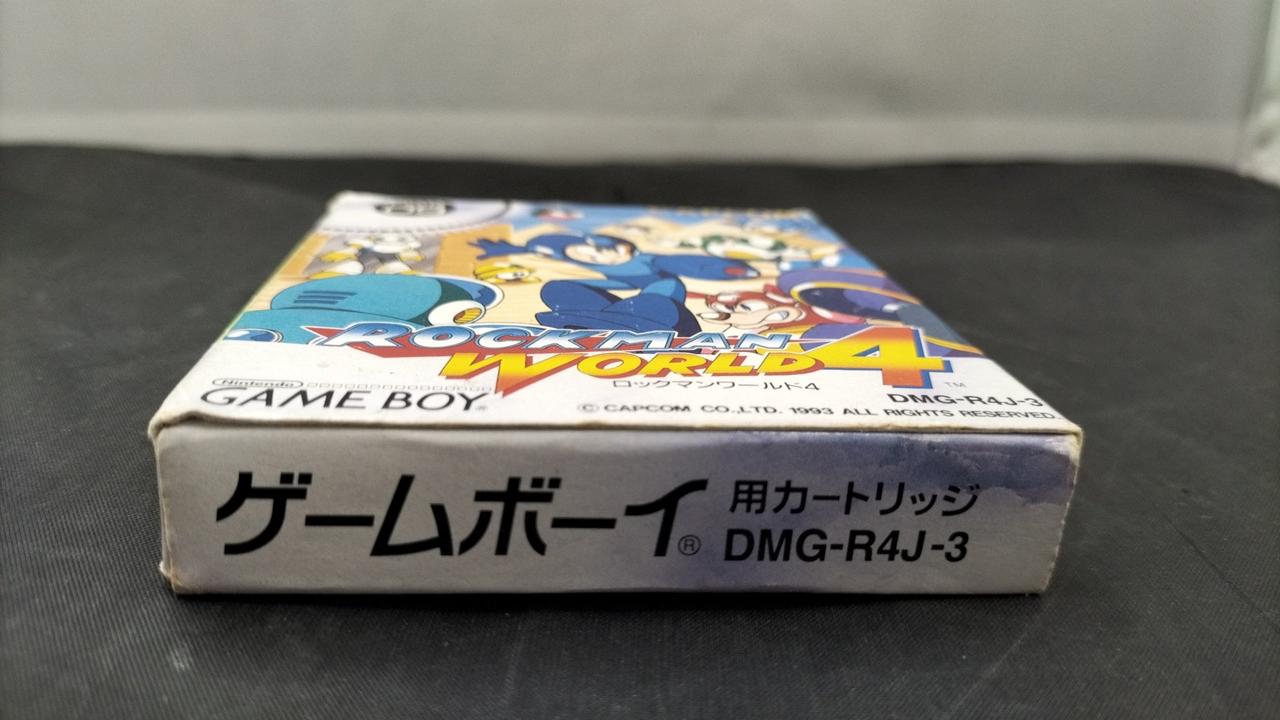 ROCKMAN
WORLD 4 ™
ロックマンワールド4
Nintendo
GAME BOY®
DMG-R4J-3
© CAPCOM CO.,LTD. 1993 ALL RIGHTS RESERVED.
ゲームボーイ® 用カートリッジ
DMG-R4J-3